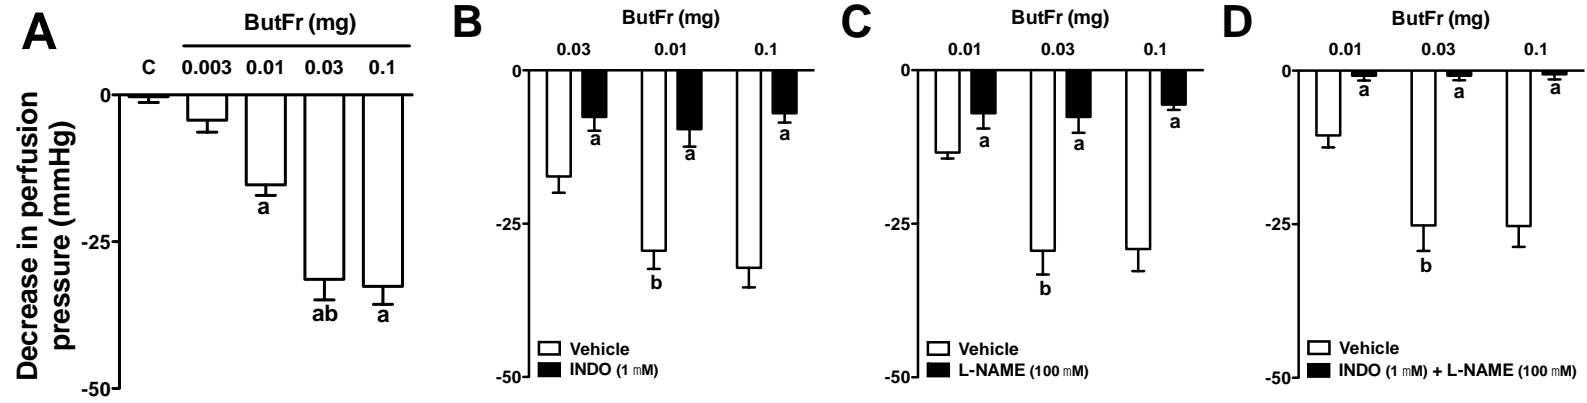 A
ButFr (mg)
C 0.003 0.01 0.03 0.1
Decrease in perfusion
pressure (mmHg)
0
-25
-50
a
ab
a
B
ButFr (mg)
0.03 0.01 0.1
0
-25
-50
a
a
a
b
Vehicle
INDO (1 mM)
C
ButFr (mg)
0.01 0.03 0.1
0
-25
-50
a
a
a
b
Vehicle
L-NAME (100 mM)
D
ButFr (mg)
0.01 0.03 0.1
0
-25
-50
a
a
a
b
Vehicle
INDO (1 mM) + L-NAME (100 mM)